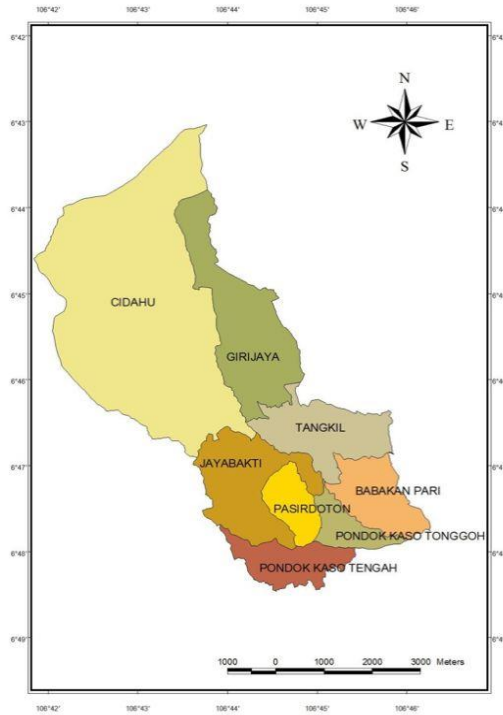 106°42' 106°43' 106°44' 106°45' 106°46'
6°42'
6°43'
6°44'
6°45'
6°46'
6°47'
6°48'
6°49'
N
W E
S
CIDAHU
GIRIJAYA
TANGKIL
JAYABAKTI
BABAKAN PARI
PASIRDOTON
PONDOK KASO TONGGOH
PONDOK KASO TENGAH
1000 0 1000 2000 3000 Meters
106°42' 106°43' 106°44' 106°45' 106°46'